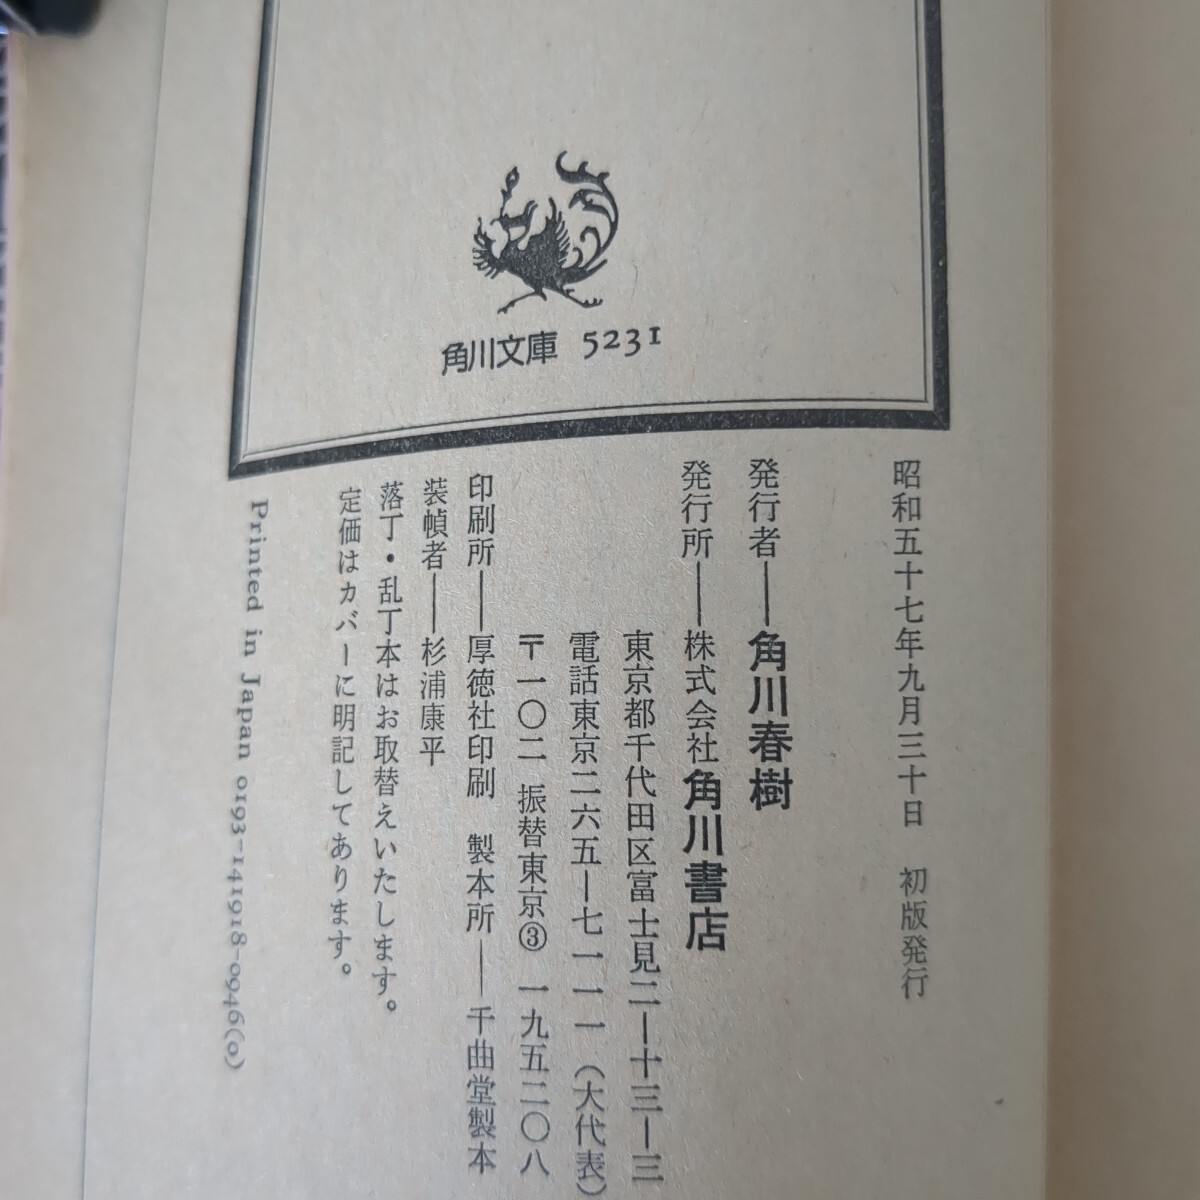 角川文庫 5231
昭和五十七年九月三十日 初版発行
発行者――角川春樹
発行所――株式会社角川書店
東京都千代田区富士見二―十三―三
電話東京二六五―七一一一(大代表)
〒一〇二 振替東京③一九五二〇八
印刷所――厚徳社印刷 製本所――千曲堂製本
装幀者――杉浦康平
落丁・乱丁本はお取替えいたします。
定価はカバーに明記してあります。
Printed in Japan 0193-141918-0946(0)